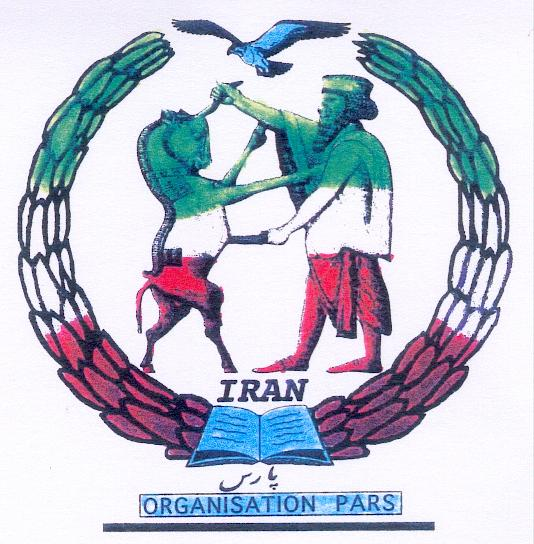 IRAN
پارس
ORGANISATION PARS